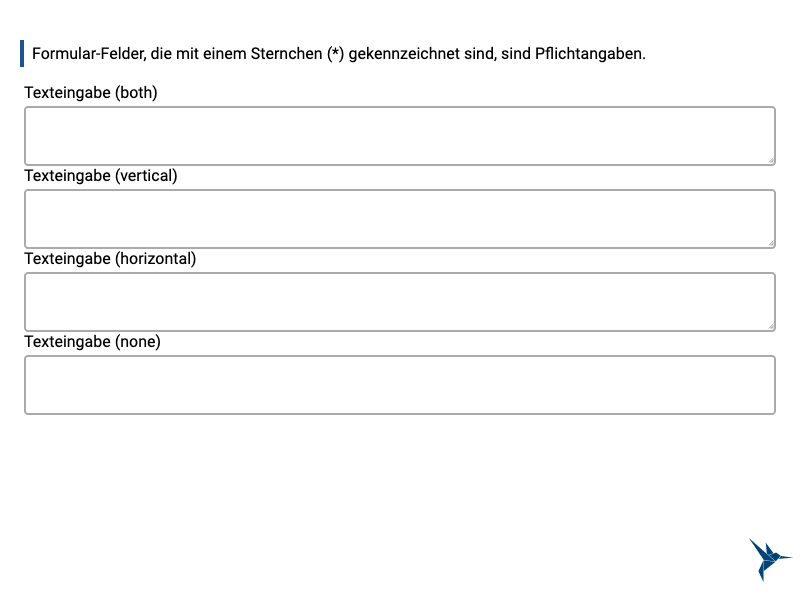 Formular-Felder, die mit einem Sternchen (*) gekennzeichnet sind, sind Pflichtangaben.
Texteingabe (both)
Texteingabe (vertical)
Texteingabe (horizontal)
Texteingabe (none)